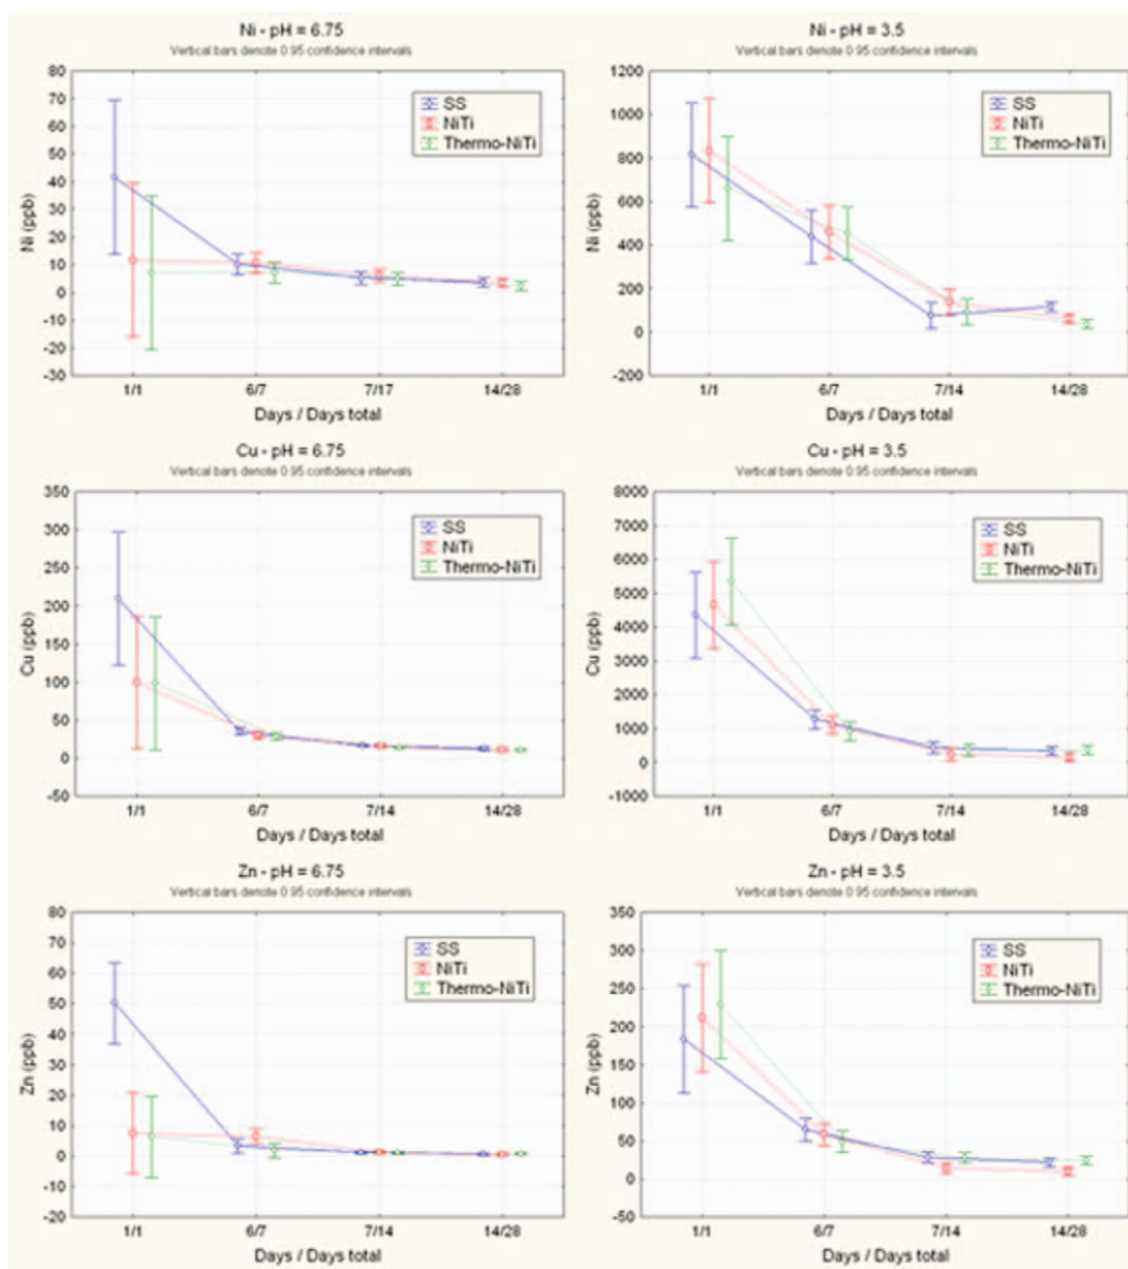 Ni - pH = 6.75
Vertical bars denote 0.95 confidence intervals
80
70
60
50
40
30
20
10
0
-10
-20
-30
Ni (ppb)
SS
NiTi
Thermo-NiTi
1/1 6/7 7/17 14/28
Days / Days total
Ni - pH = 3.5
Vertical bars denote 0.95 confidence intervals
1200
1000
800
600
400
200
0
-200
Ni (ppb)
SS
NiTi
Thermo-NiTi
1/1 6/7 7/14 14/28
Days / Days total
Cu - pH = 6.75
Vertical bars denote 0.95 confidence intervals
350
300
250
200
150
100
50
0
-50
Cu (ppb)
SS
NiTi
Thermo-NiTi
1/1 6/7 7/14 14/28
Days / Days total
Cu - pH = 3.5
Vertical bars denote 0.95 confidence intervals
8000
7000
6000
5000
4000
3000
2000
1000
0
-1000
Cu (ppb)
SS
NiTi
Thermo-NiTi
1/1 6/7 7/14 14/28
Days / Days total
Zn - pH = 6.75
Vertical bars denote 0.95 confidence intervals
80
70
60
50
40
30
20
10
0
-10
-20
Zn (ppb)
SS
NiTi
Thermo-NiTi
1/1 6/7 7/14 14/28
Days / Days total
Zn - pH = 3.5
Vertical bars denote 0.95 confidence intervals
350
300
250
200
150
100
50
0
-50
Zn (ppb)
SS
NiTi
Thermo-NiTi
1/1 6/7 7/14 14/28
Days / Days total